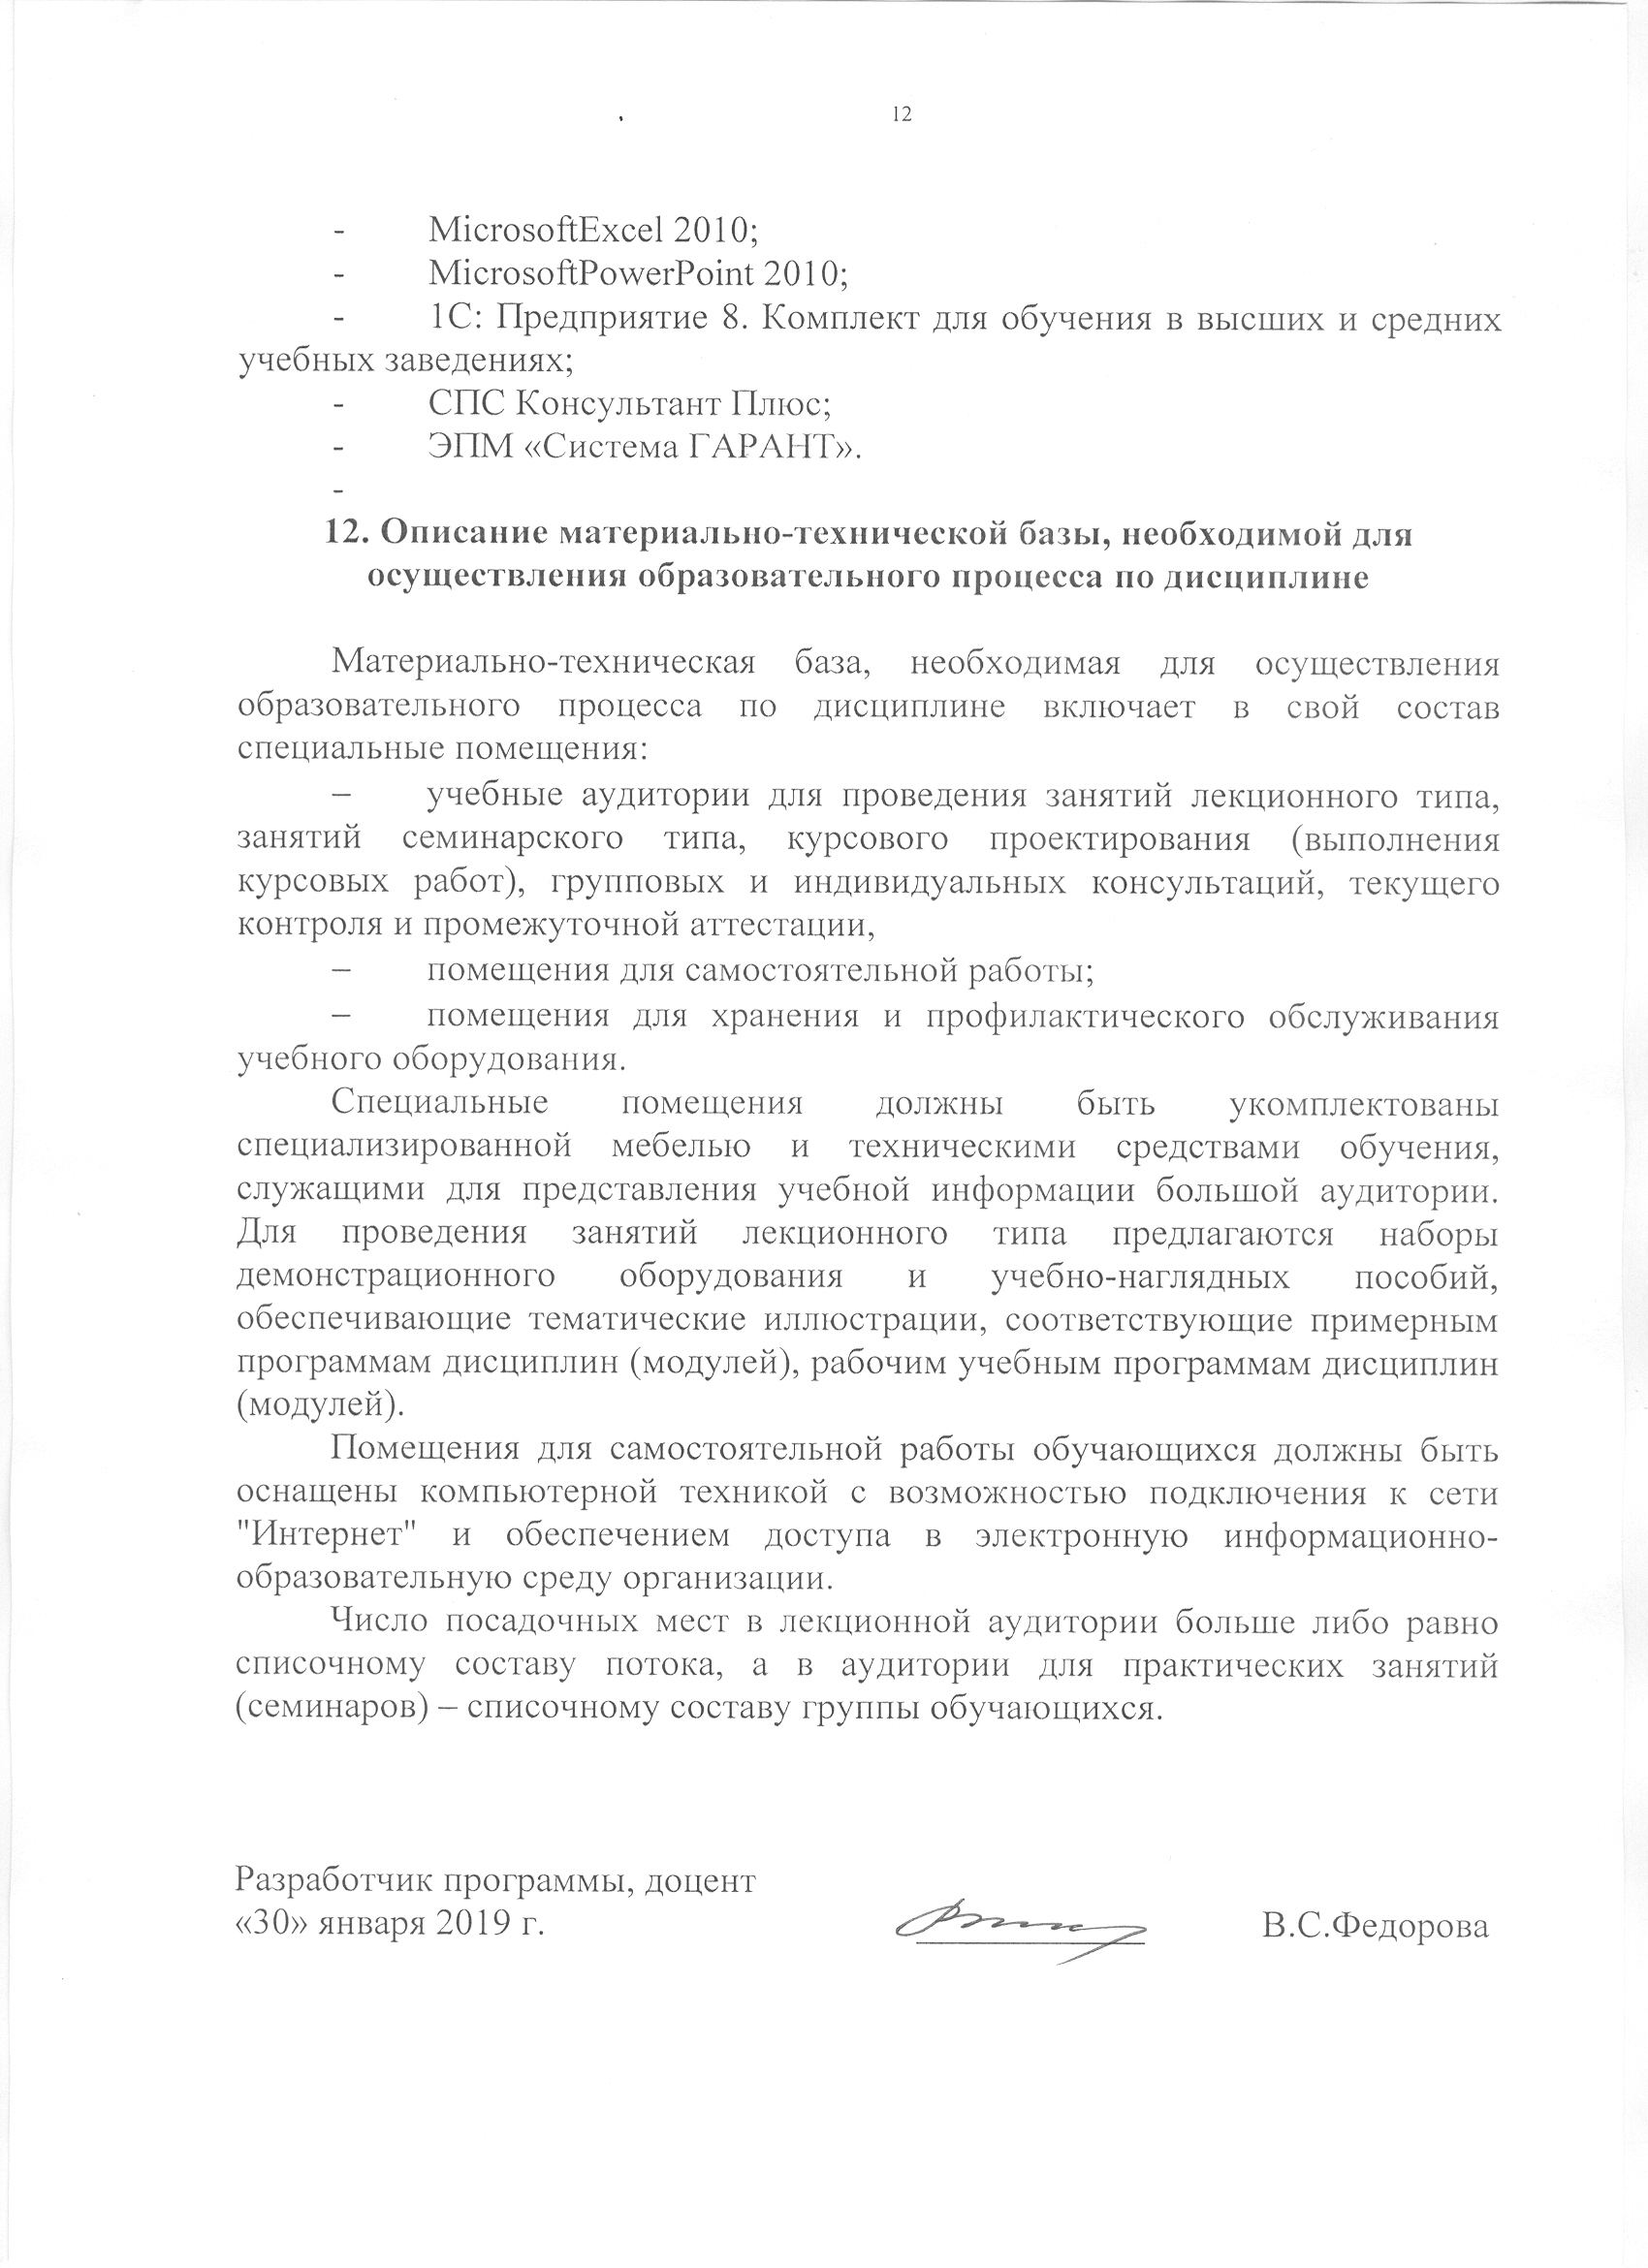 12
- MicrosoftExcel 2010;
- MicrosoftPowerPoint 2010;
- 1С: Предприятие 8. Комплект для обучения в высших и средних
учебных заведениях;
- СПС Консультант Плюс;
- ЭПМ «Система ГАРАНТ».
-
12. Описание материально-технической базы, необходимой для
осуществления образовательного процесса по дисциплине
Материально-техническая база, необходимая для осуществления
образовательного процесса по дисциплине включает в свой состав
специальные помещения:
– учебные аудитории для проведения занятий лекционного типа,
занятий семинарского типа, курсового проектирования (выполнения
курсовых работ), групповых и индивидуальных консультаций, текущего
контроля и промежуточной аттестации,
– помещения для самостоятельной работы;
– помещения для хранения и профилактического обслуживания
учебного оборудования.
Специальные помещения должны быть укомплектованы
специализированной мебелью и техническими средствами обучения,
служащими для представления учебной информации большой аудитории.
Для проведения занятий лекционного типа предлагаются наборы
демонстрационного оборудования и учебно-наглядных пособий,
обеспечивающие тематические иллюстрации, соответствующие примерным
программам дисциплин (модулей), рабочим учебным программам дисциплин
(модулей).
Помещения для самостоятельной работы обучающихся должны быть
оснащены компьютерной техникой с возможностью подключения к сети
"Интернет" и обеспечением доступа в электронную информационно-
образовательную среду организации.
Число посадочных мест в лекционной аудитории больше либо равно
списочному составу потока, а в аудитории для практических занятий
(семинаров) – списочному составу группы обучающихся.
Разработчик программы, доцент
«30» января 2019 г. В.С.Федорова